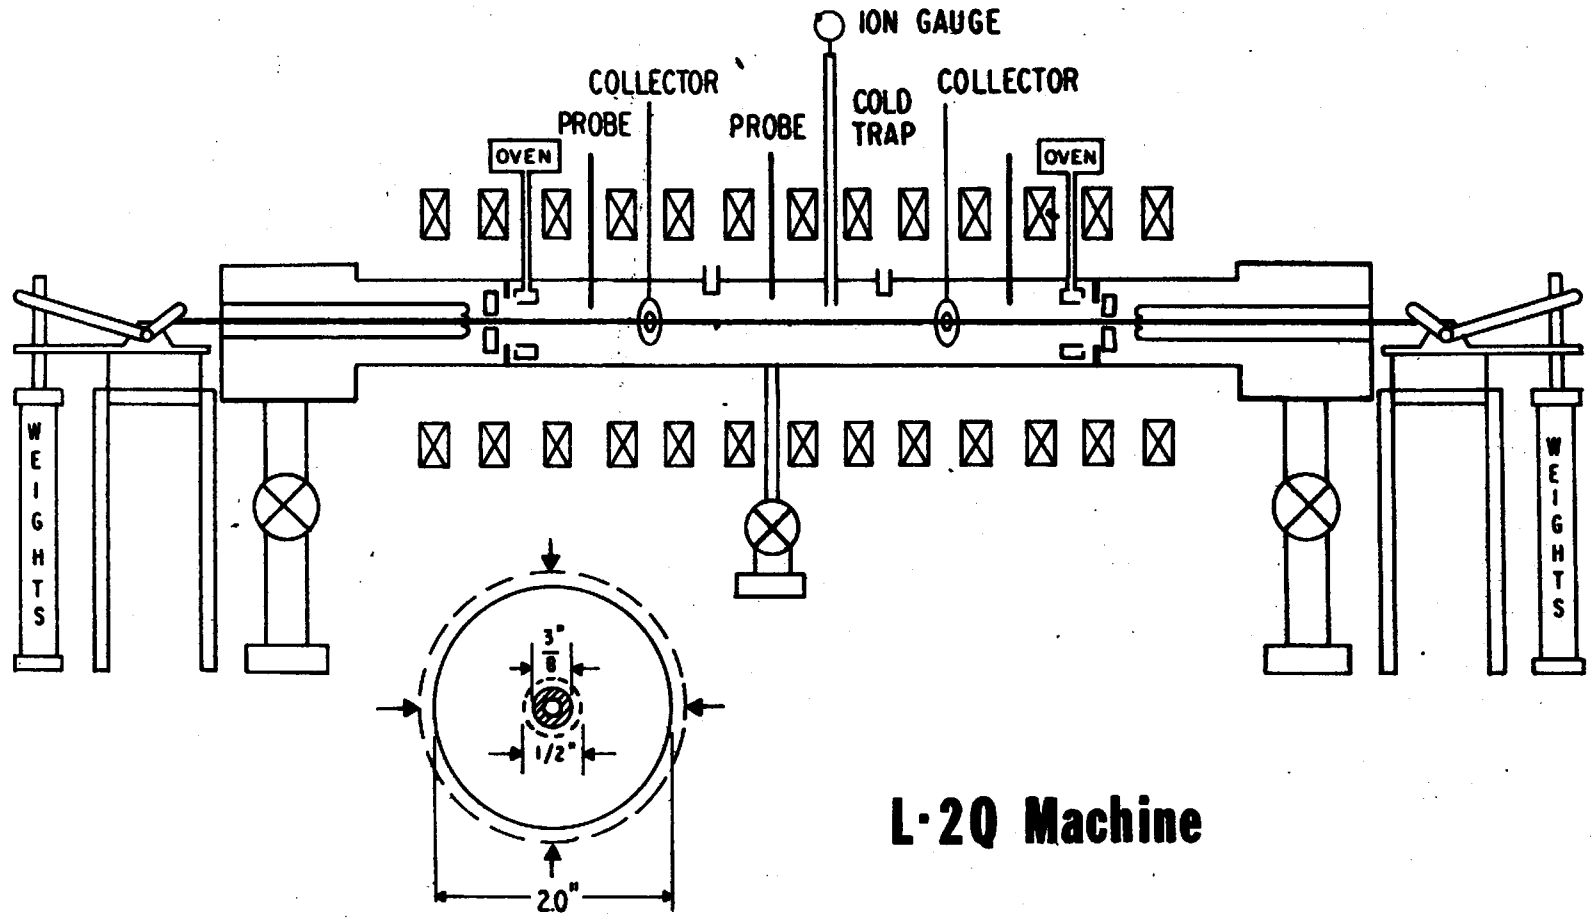 ION GAUGE
COLLECTOR
COLLECTOR
COLD
TRAP
PROBE
PROBE
OVEN
OVEN
WEIGHTS
WEIGHTS
3"
8
1/2"
2.0"
L-2Q Machine